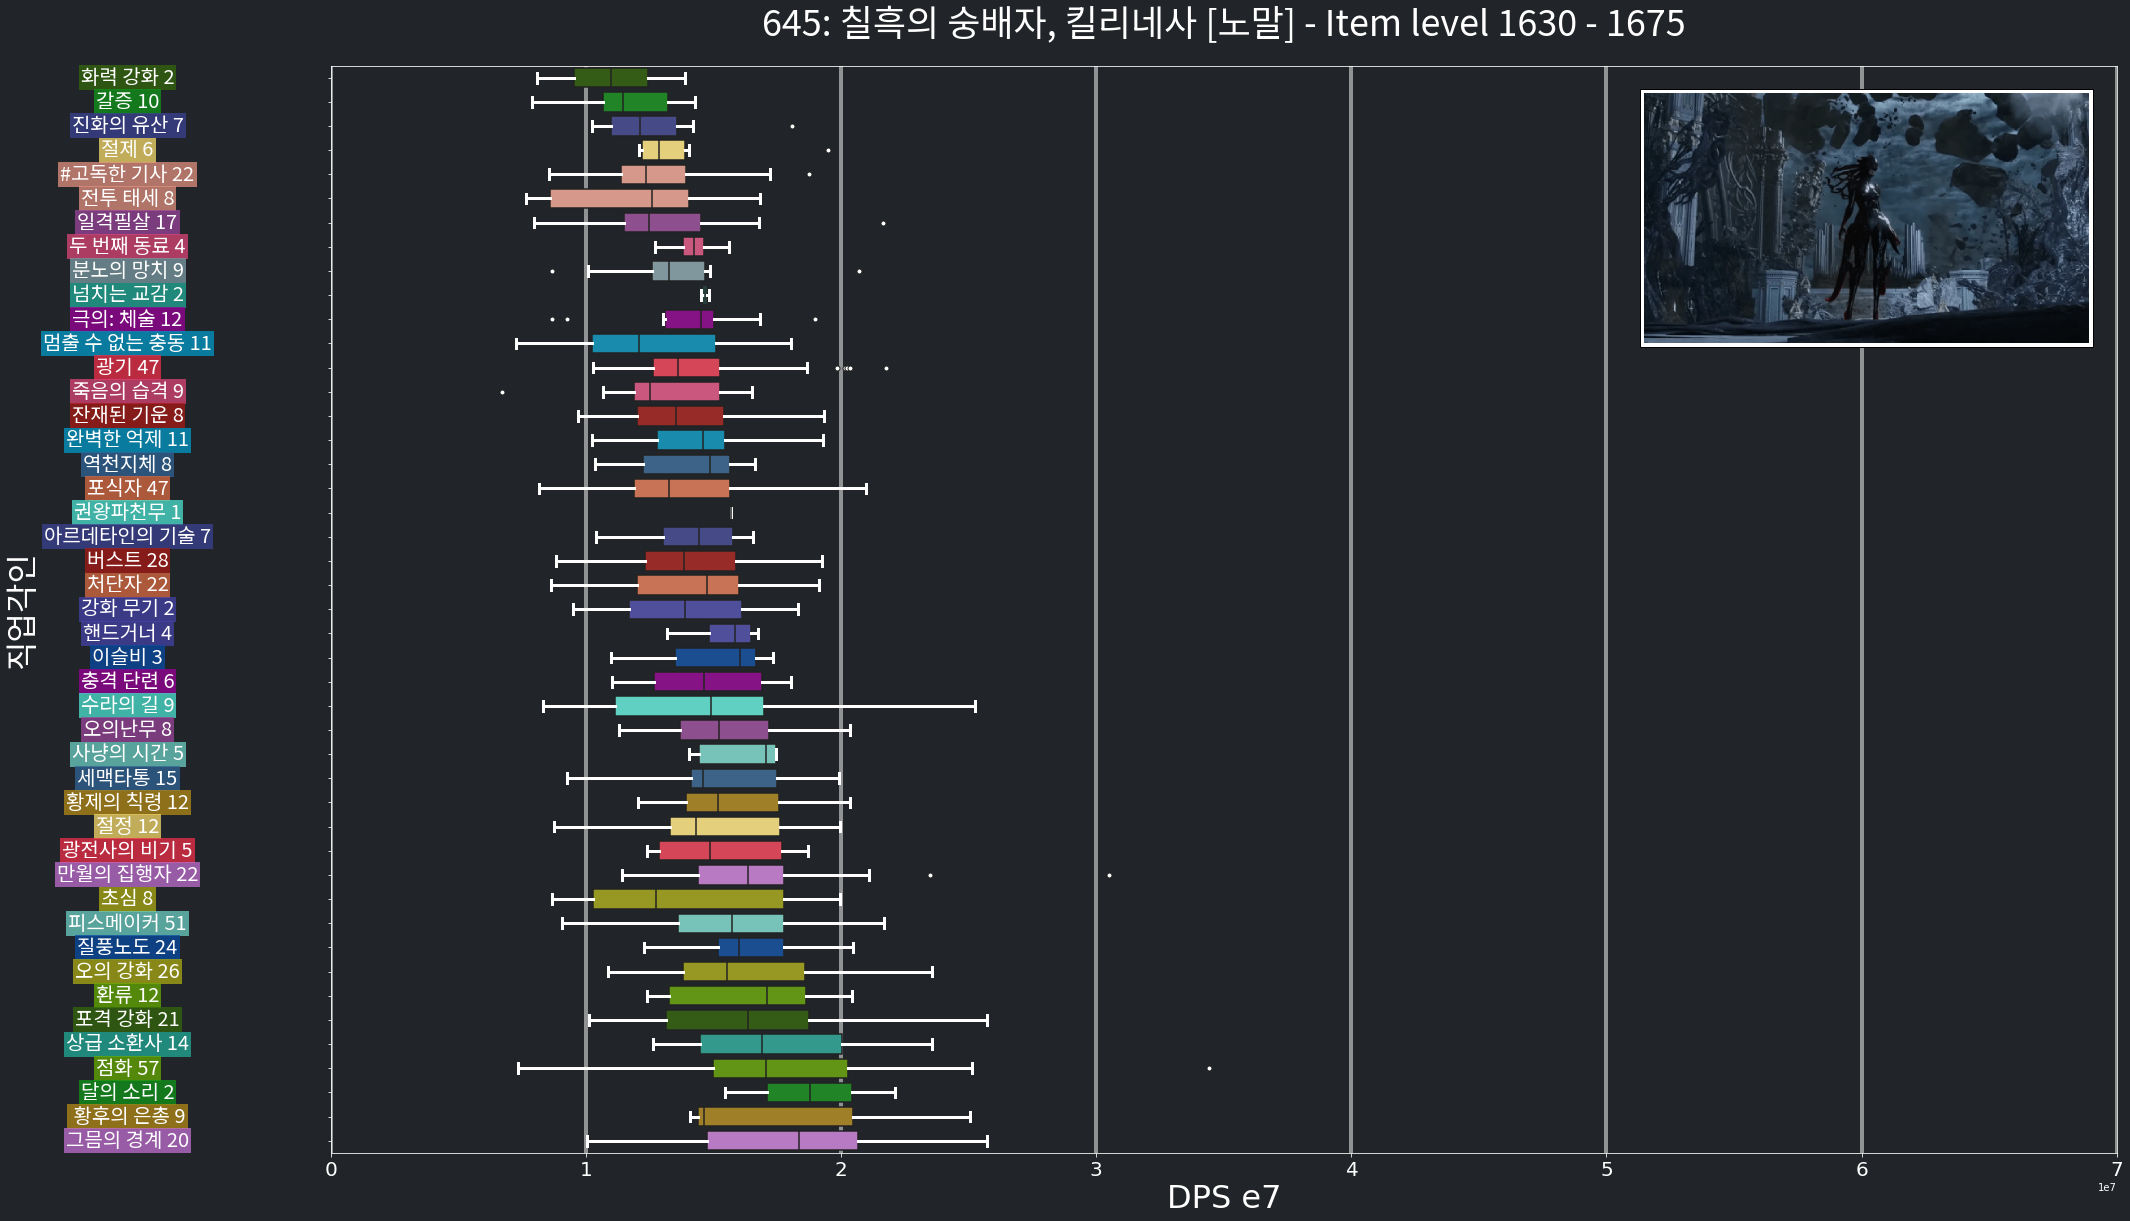 645: 칠흑의 숭배자, 킬리네사 [노말] - Item level 1630 - 1675
화력 강화 2
갈증 10
진화의 유산 7
절제 6
#고독한 기사 22
전투 태세 8
일격필살 17
두 번째 동료 4
분노의 망치 9
넘치는 교감 2
극의: 체술 12
멈출 수 없는 충동 11
광기 47
죽음의 습격 9
잔재된 기운 8
완벽한 억제 11
역천지체 8
포식자 47
권왕파천무 1
아르데타인의 기술 7
버스트 28
처단자 22
강화 무기 2
핸드거너 4
이슬비 3
충격 단련 6
수라의 길 9
오의난무 8
사냥의 시간 5
세맥타통 15
황제의 칙령 12
절정 12
광전사의 비기 5
만월의 집행자 22
초심 8
피스메이커 51
질풍노도 24
오의 강화 26
환류 12
포격 강화 21
상급 소환사 14
점화 57
달의 소리 2
황후의 은총 9
그믐의 경계 20
직업각인
0 1 2 3 4 5 6 7
1e7
DPS e7